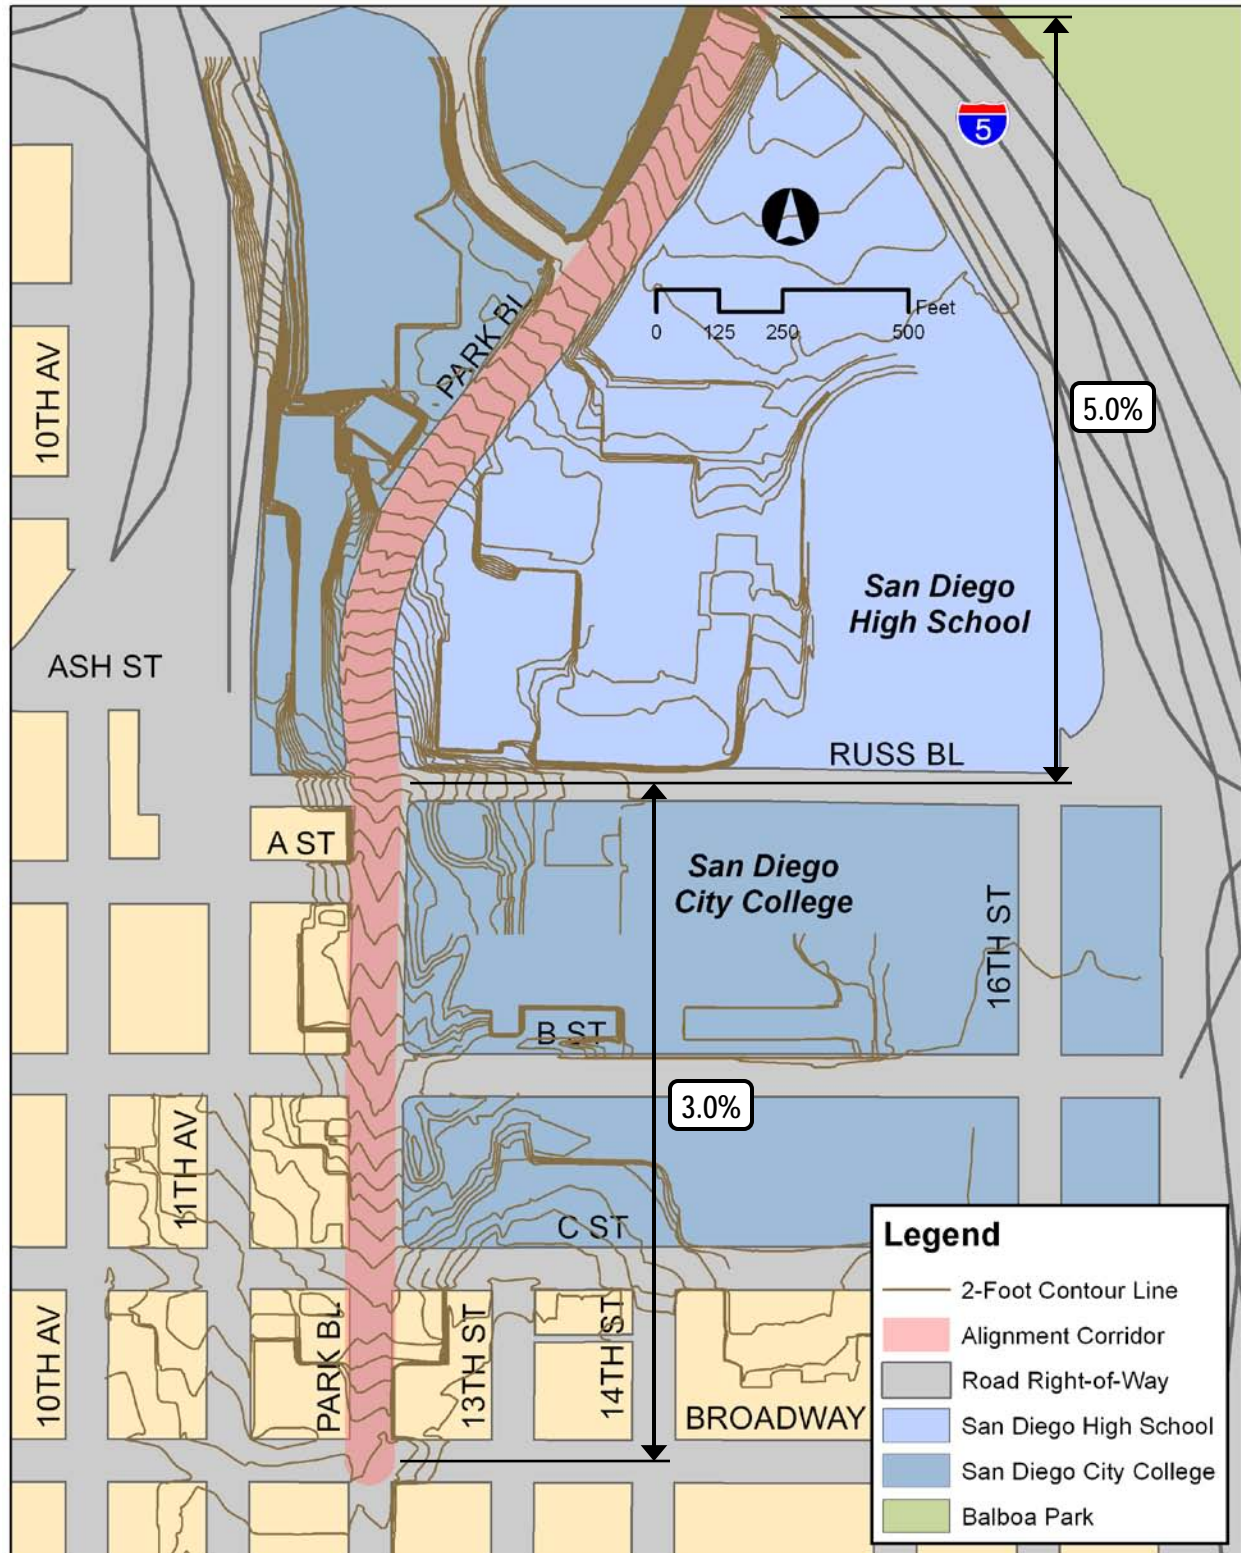 5
PARK BL
Feet
0 125 250 500
10TH AV
5.0%
San Diego
High School
ASH ST
RUSS BL
A ST
San Diego
City College
16TH ST
B ST
3.0%
11TH AV
C ST
10TH AV
PARK BL
13TH ST
14TH ST
BROADWAY
Legend
2-Foot Contour Line
Alignment Corridor
Road Right-of-Way
San Diego High School
San Diego City College
Balboa Park